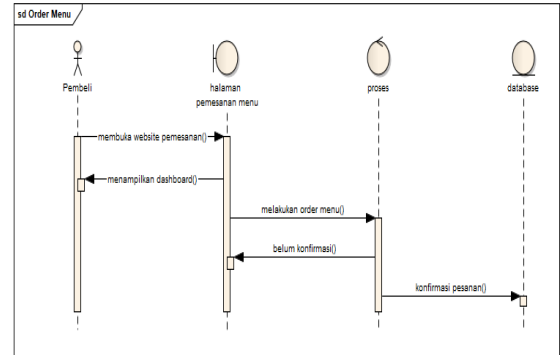 sd Order Menu
Pembeli
halaman
pemesanan menu
proses
database
membuka website pemesanan()
menampilkan dashboard()
melakukan order menu()
belum konfirmasi()
konfirmasi pesanan()